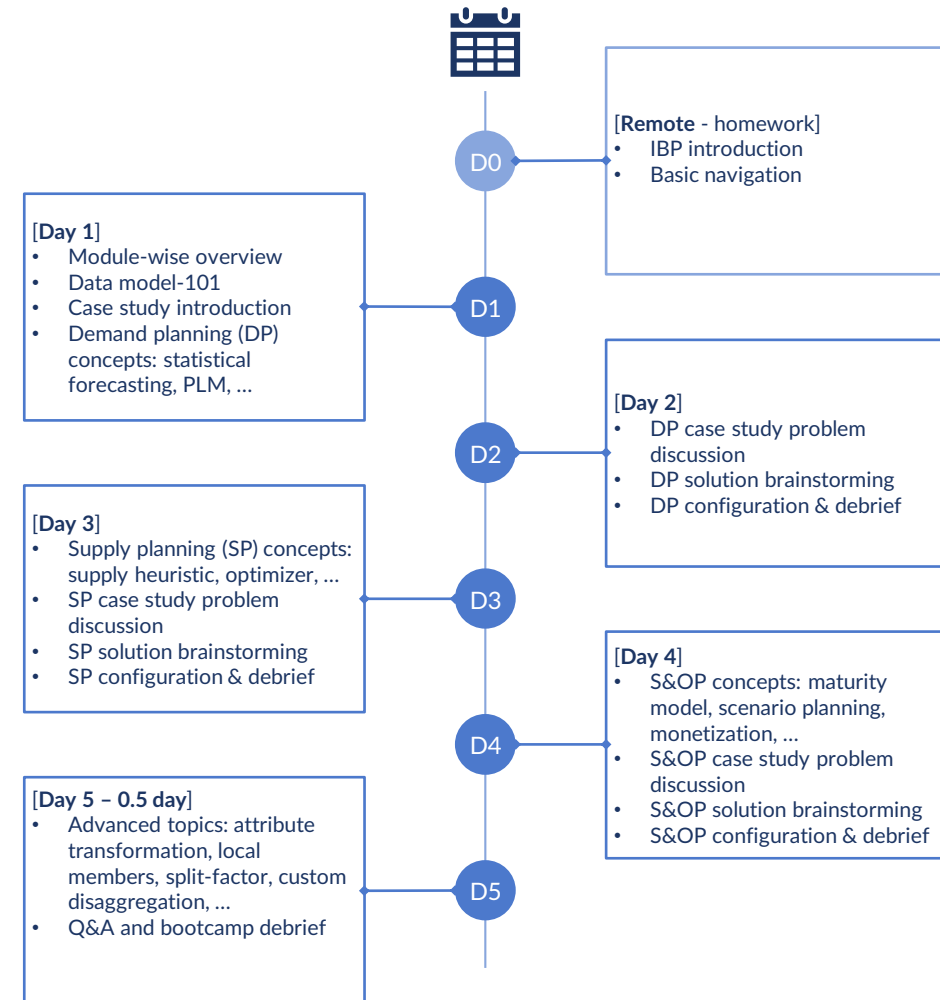 D0
[Remote - homework]
• IBP introduction
• Basic navigation
D1
[Day 1]
• Module-wise overview
• Data model-101
• Case study introduction
• Demand planning (DP)
concepts: statistical
forecasting, PLM, ...
D2
[Day 2]
• DP case study problem
discussion
• DP solution brainstorming
• DP configuration & debrief
D3
[Day 3]
• Supply planning (SP) concepts:
supply heuristic, optimizer, ...
• SP case study problem
discussion
• SP solution brainstorming
• SP configuration & debrief
D4
[Day 4]
• S&OP concepts: maturity
model, scenario planning,
monetization, ...
• S&OP case study problem
discussion
• S&OP solution brainstorming
• S&OP configuration & debrief
D5
[Day 5 – 0.5 day]
• Advanced topics: attribute
transformation, local
members, split-factor, custom
disaggregation, ...
• Q&A and bootcamp debrief